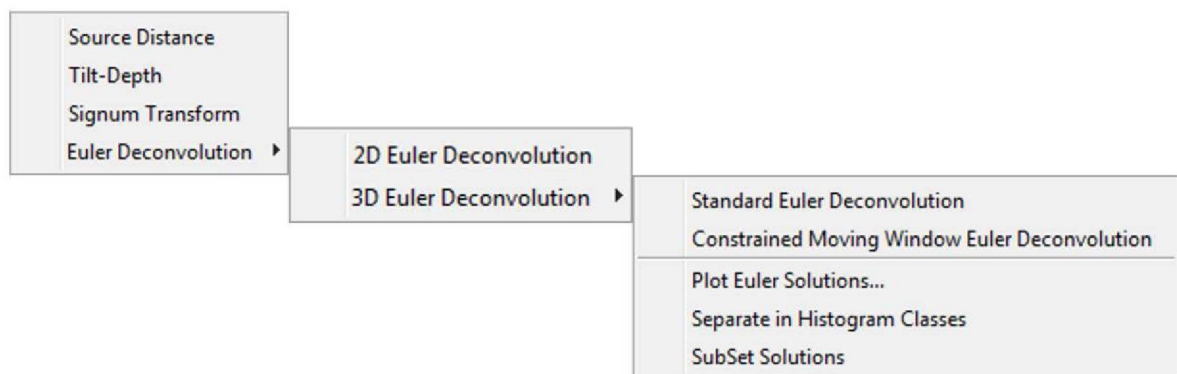 Source Distance
Tilt-Depth
Signum Transform
Euler Deconvolution
2D Euler Deconvolution
3D Euler Deconvolution
Standard Euler Deconvolution
Constrained Moving Window Euler Deconvolution
Plot Euler Solutions...
Separate in Histogram Classes
SubSet Solutions